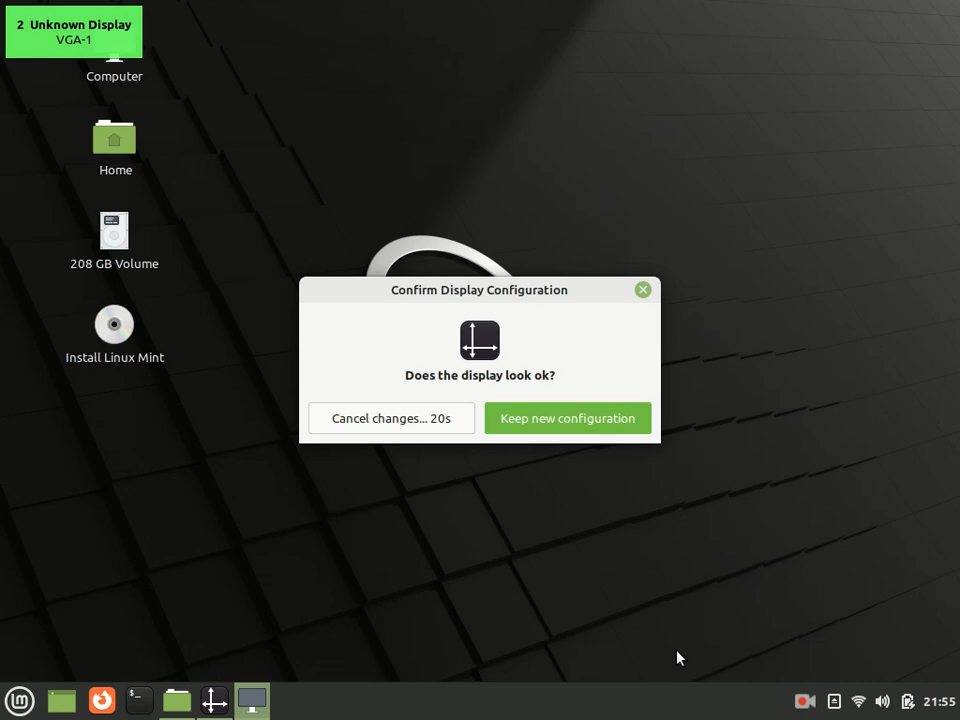 2 Unknown Display
VGA-1
Computer
Home
208 GB Volume
Install Linux Mint
Confirm Display Configuration
Does the display look ok?
Cancel changes... 20s
Keep new configuration
$_
lm
21:55